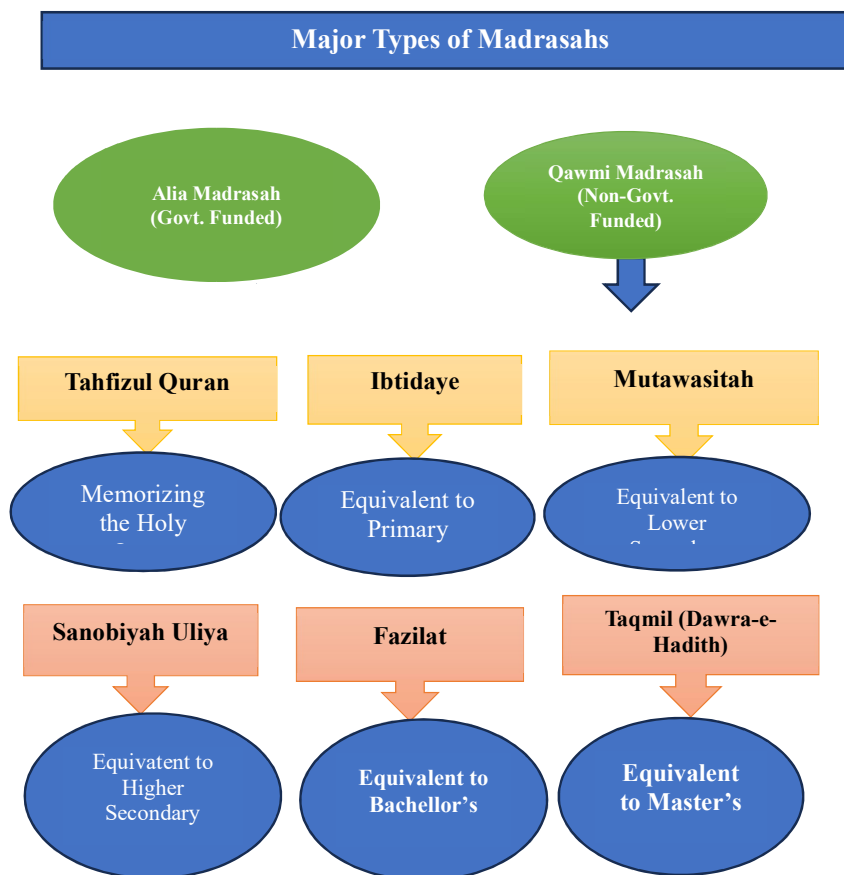 Major Types of Madrasahs
Alia Madrasah
(Govt. Funded)
Qawmi Madrasah
(Non-Govt.
Funded)
Tahfizul Quran
Ibtidaye
Mutawasitah
Memorizing
the Holy
Equivalent to
Primary
Equivalent to
Lower
Sanobiyah Uliya
Fazilat
Taqmil (Dawra-e-
Hadith)
Equivatent to
Higher
Secondary
Equivalent to
Bachellor’s
Equivalent
to Master’s